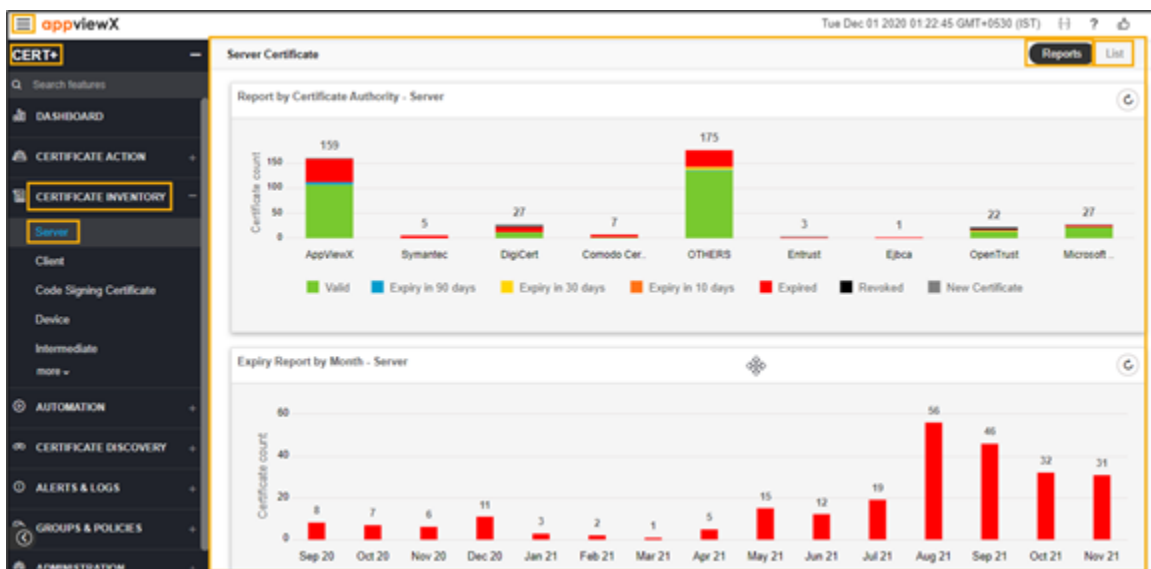 appviewX
Tue Dec 01 2020 01:22:45 GMT+0530 (IST)
?
CERT+
Search features
DASHBOARD
CERTIFICATE ACTION
CERTIFICATE INVENTORY
Server
Client
Code Signing Certificate
Device
Intermediate
more
AUTOMATION
CERTIFICATE DISCOVERY
ALERTS & LOGS
GROUPS & POLICIES
ADMINISTRATION
Server Certificate
Reports
List
Report by Certificate Authority - Server
Certificate count
150
100
50
0
159 5 27 7 175 3 1 22 27
AppViewX Symantec DigiCert Comodo Cer.. OTHERS Entrust Ejbca OpenTrust Microsoft ..
Valid Expiry in 90 days Expiry in 30 days Expiry in 10 days Expired Revoked New Certificate
Expiry Report by Month - Server
Certificate count
60
40
20
0
8 7 6 11 3 2 1 5 15 12 19 56 46 32 31
Sep 20 Oct 20 Nov 20 Dec 20 Jan 21 Feb 21 Mar 21 Apr 21 May 21 Jun 21 Jul 21 Aug 21 Sep 21 Oct 21 Nov 21